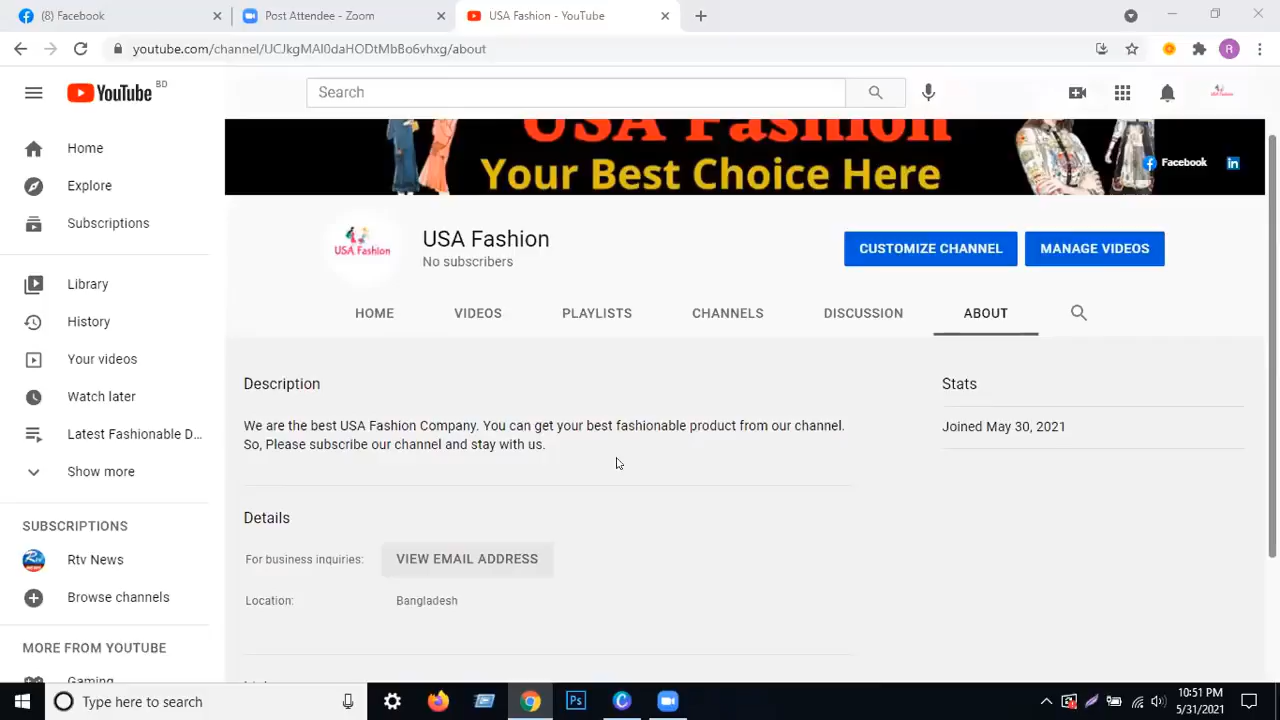 (8) Facebook
Post Attendee - Zoom
USA Fashion - YouTube
youtube.com/channel/UCJkgMAI0daHODtMbBo6vhxg/about
R
YouTube BD
Search
USA Fashion
Your Best Choice Here
Facebook
in
Home
Explore
Subscriptions
Library
History
Your videos
Watch later
Latest Fashionable D...
Show more
SUBSCRIPTIONS
Rtv News
Browse channels
MORE FROM YOUTUBE
Gaming
USA Fashion
USA Fashion
No subscribers
CUSTOMIZE CHANNEL
MANAGE VIDEOS
HOME
VIDEOS
PLAYLISTS
CHANNELS
DISCUSSION
ABOUT
Description
We are the best USA Fashion Company. You can get your best fashionable product from our channel.
So, Please subscribe our channel and stay with us.
Details
For business inquiries:
VIEW EMAIL ADDRESS
Location:
Bangladesh
Stats
Joined May 30, 2021
Type here to search
Ps
10:51 PM
5/31/2021